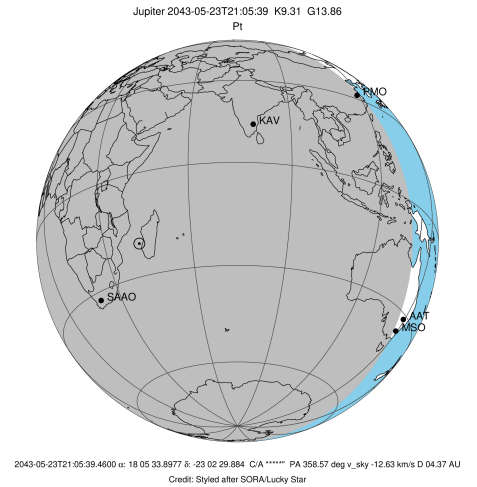 Jupiter 2043-05-23T21:05:39 K9.31 G13.86
Pt
PMO
KAV
SAAO
AAT
MSO
2043-05-23T21:05:39.4600 α: 18 05 33.8977 δ: -23 02 29.884 C/A *****" PA 358.57 deg v_sky -12.63 km/s D 04.37 AU
Credit: Styled after SORA/Lucky Star